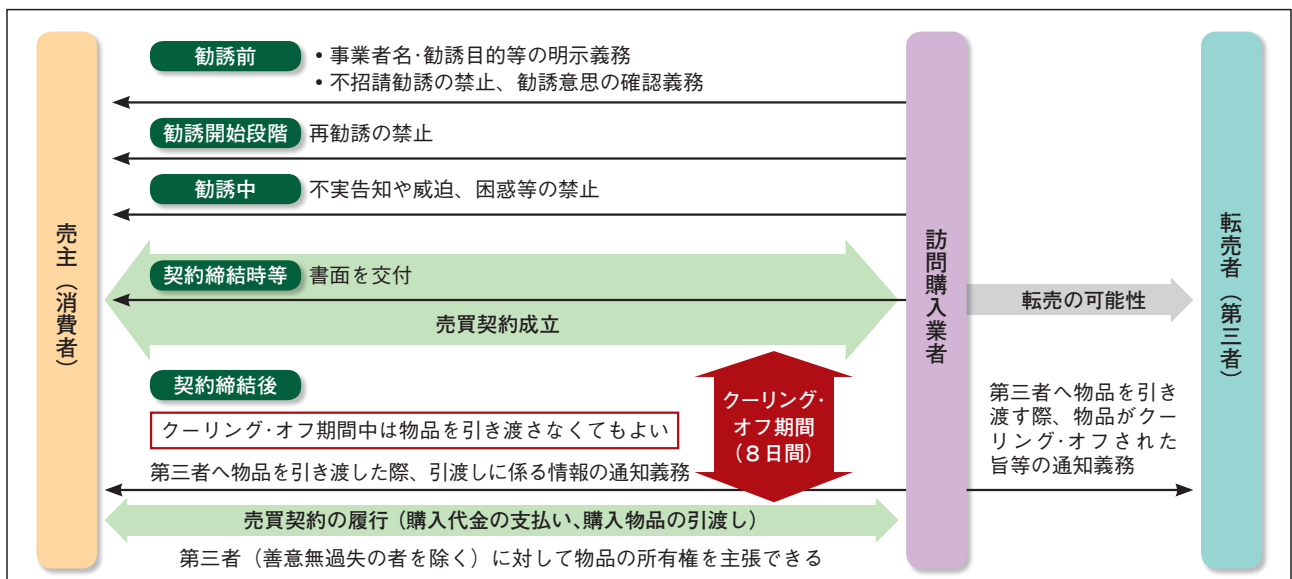 売主（消費者）
勧誘前
• 事業者名･勧誘目的等の明示義務
• 不招請勧誘の禁止、勧誘意思の確認義務
勧誘開始段階 再勧誘の禁止
勧誘中 不実告知や威迫、困惑等の禁止
契約締結時等 書面を交付
売買契約成立
契約締結後
クーリング･オフ期間中は物品を引き渡さなくてもよい
第三者へ物品を引き渡した際、引渡しに係る情報の通知義務
クーリング･
オフ期間
（8日間）
売買契約の履行（購入代金の支払い、購入物品の引渡し）
第三者（善意無過失の者を除く）に対して物品の所有権を主張できる
訪問購入業者
転売の可能性
第三者へ物品を引き
渡す際、物品がクー
リング･オフされた
旨等の通知義務
転売者（第三者）